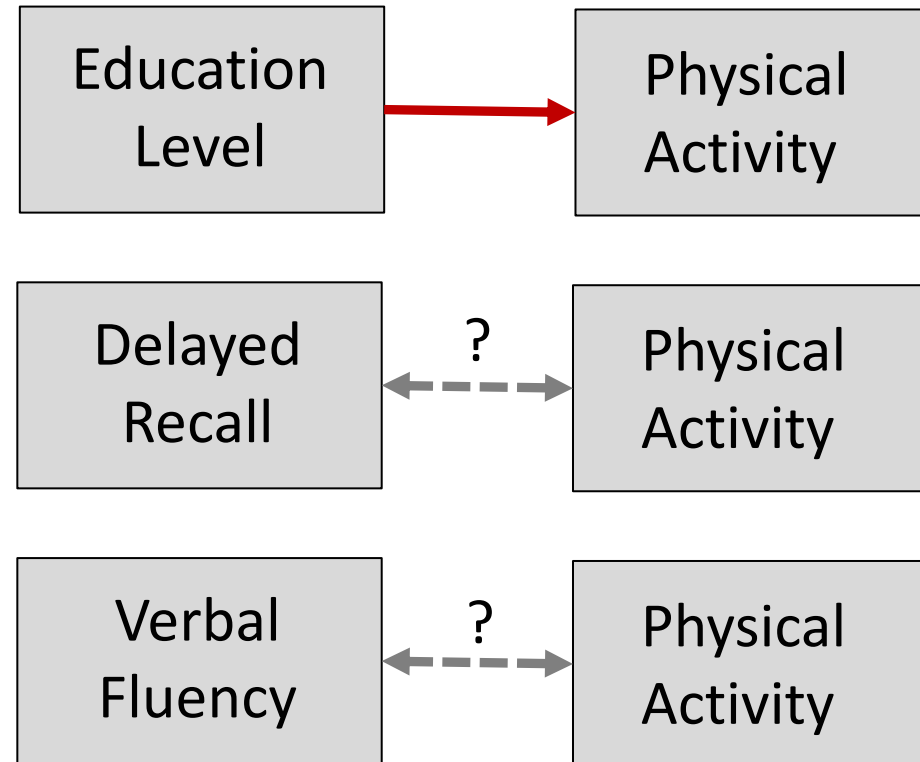 Education
Level
Physical
Activity
Delayed
Recall
?
Physical
Activity
Verbal
Fluency
?
Physical
Activity